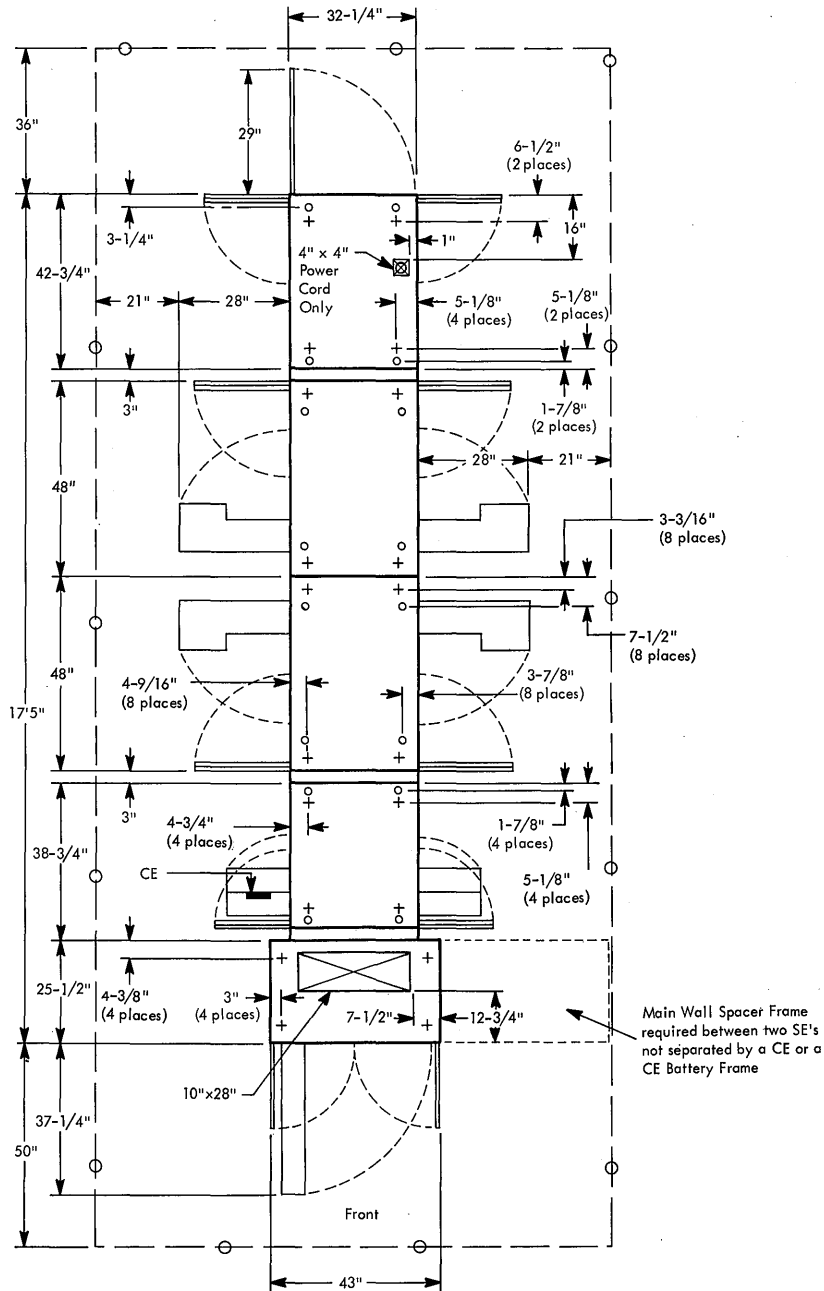 32-1/4"
36"
29"
6-1/2"
(2 places)
16"
3-1/4"
1"
4" x 4"
Power
Cord
Only
42-3/4"
21"
28"
5-1/8"
(4 places)
5-1/8"
(2 places)
3"
1-7/8"
(2 places)
28"
21"
48"
3-3/16"
(8 places)
7-1/2"
(8 places)
48"
4-9/16"
(8 places)
3-7/8"
(8 places)
17'5"
3"
4-3/4"
(4 places)
1-7/8"
(4 places)
38-3/4"
CE
5-1/8"
(4 places)
25-1/2"
4-3/8"
(4 places)
3"
(4 places)
7-1/2"
12-3/4"
Main Wall Spacer Frame
required between two SE's
not separated by a CE or a
CE Battery Frame
10"x28"
37-1/4"
50"
Front
43"